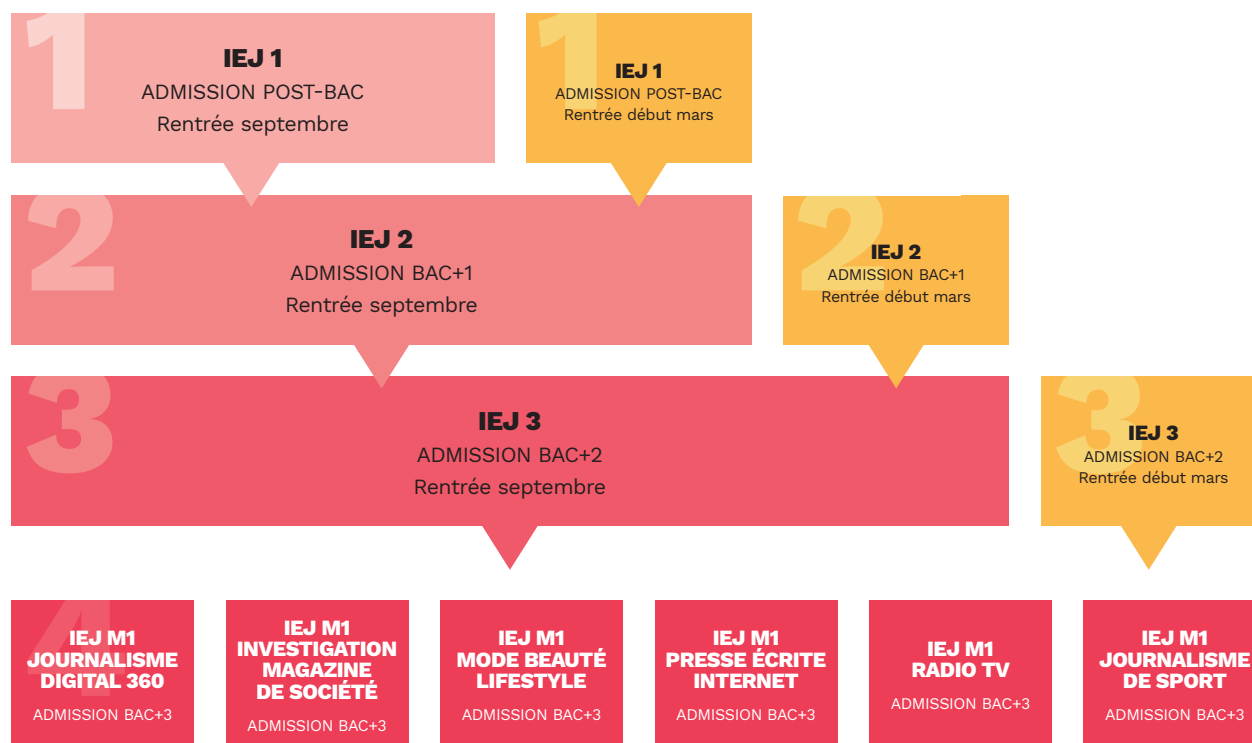 1
IEJ 1
ADMISSION POST-BAC
Rentrée septembre
1
IEJ 1
ADMISSION POST-BAC
Rentrée début mars
2
IEJ 2
ADMISSION BAC+1
Rentrée septembre
2
IEJ 2
ADMISSION BAC+1
Rentrée début mars
3
IEJ 3
ADMISSION BAC+2
Rentrée septembre
3
IEJ 3
ADMISSION BAC+2
Rentrée début mars
4
IEJ M1
JOURNALISME
DIGITAL 360
ADMISSION BAC+3
IEJ M1
INVESTIGATION
MAGAZINE
DE SOCIÉTÉ
ADMISSION BAC+3
IEJ M1
MODE BEAUTÉ
LIFESTYLE
ADMISSION BAC+3
IEJ M1
PRESSE ÉCRITE
INTERNET
ADMISSION BAC+3
IEJ M1
RADIO TV
ADMISSION BAC+3
IEJ M1
JOURNALISME
DE SPORT
ADMISSION BAC+3